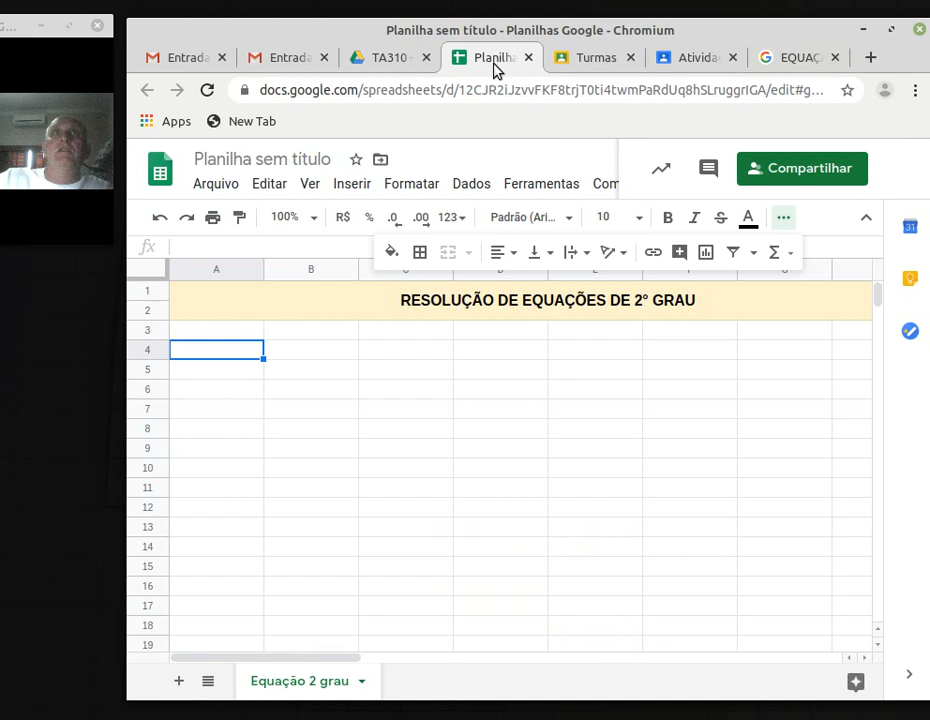 G...
Planilha sem título - Planilhas Google - Chromium
Entrada
Entrada
TA310 -
Planilha
Turmas
Ativida
EQUAÇ
docs.google.com/spreadsheets/d/12CJR2iJzvvFKF8trjT0ti4twmPaRdUq8hSLruggrIGA/edit#g...
Apps
New Tab
Planilha sem título
Compartilhar
Arquivo Editar Ver Inserir Formatar Dados Ferramentas Com
100% R$ % .0 .00 123 Padrão (Ari... 10 B I S A
fx
A B C D E F G
1 RESOLUÇÃO DE EQUAÇÕES DE 2° GRAU
2
3
4
5
6
7
8
9
10
11
12
13
14
15
16
17
18
19
31
Equação 2 grau